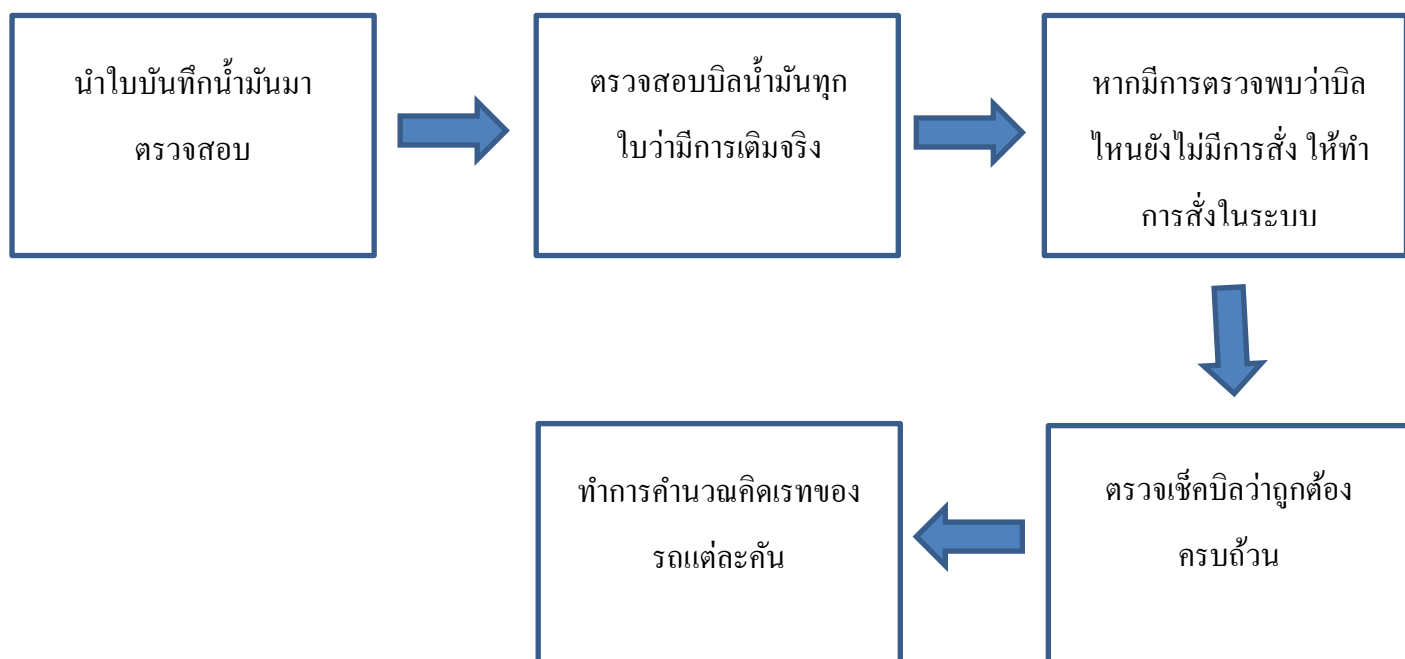 นำใบบันทึกน้ำมันมา
ตรวจสอบ
ตรวจสอบบิลน้ำมันทุก
ใบว่ามีการเติมจริง
หากมีการตรวจพบว่าบิล
ไหนยังไม่มีการสั่ง ให้ทำ
การสั่งในระบบ
ตรวจเช็คบิลว่าถูกต้อง
ครบถ้วน
ทำการคำนวณคิดเรทของ
รถแต่ละคัน